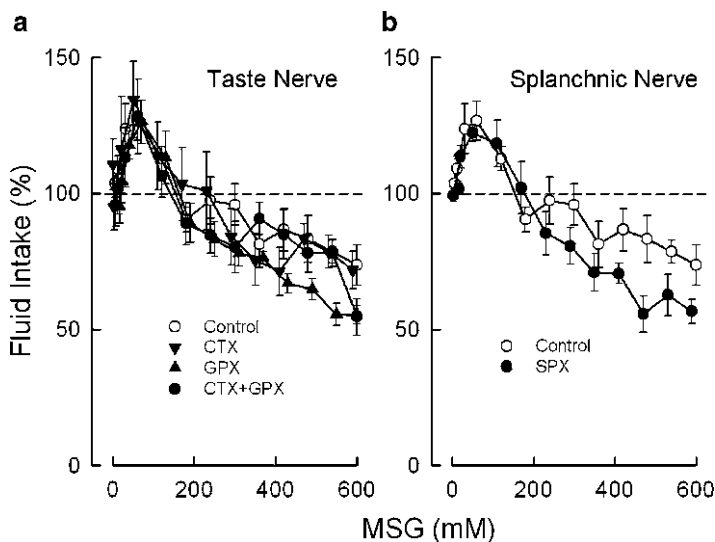 a
b
Taste Nerve
Splanchnic Nerve
Fluid Intake (%)
150
100
50
0
Control
CTX
GPX
CTX+GPX
0
200
400
600
150
100
50
0
Control
SPX
0
200
400
600
MSG (mM)